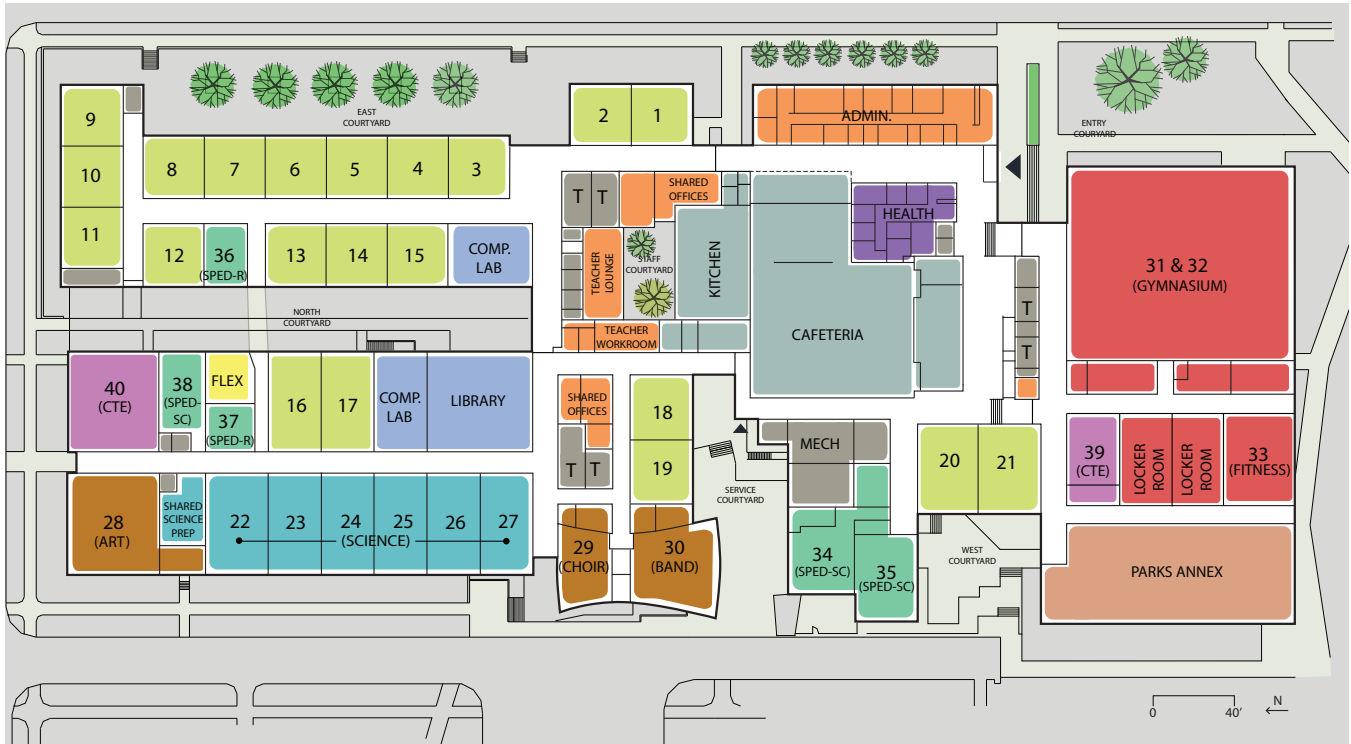 9
2
1
ADMIN.
EAST
COURTYARD
ENTRY
COURTYARD
10
8
7
6
5
4
3
11
T
T
SHARED
OFFICES
HEALTH
12
36
(SPED-R)
13
14
15
COMP.
LAB
TEACHER
LOUNGE
STAFF
COURTYARD
KITCHEN
31 & 32
(GYMNASIUM)
T
NORTH
COURTYARD
TEACHER
WORKROOM
CAFETERIA
T
40
(CTE)
38
(SPED-
SC)
FLEX
37
(SPED-R)
16
17
COMP.
LAB
LIBRARY
SHARED
OFFICES
18
T
T
19
MECH
20
21
39
(CTE)
LOCKER
ROOM
LOCKER
ROOM
33
(FITNESS)
28
(ART)
SHARED
SCIENCE
PREP
22
23
24
25
26
27
(SCIENCE)
29
(CHOIR)
30
(BAND)
SERVICE
COURTYARD
34
(SPED-SC)
35
(SPED-SC)
WEST
COURTYARD
PARKS ANNEX
0
40'
N